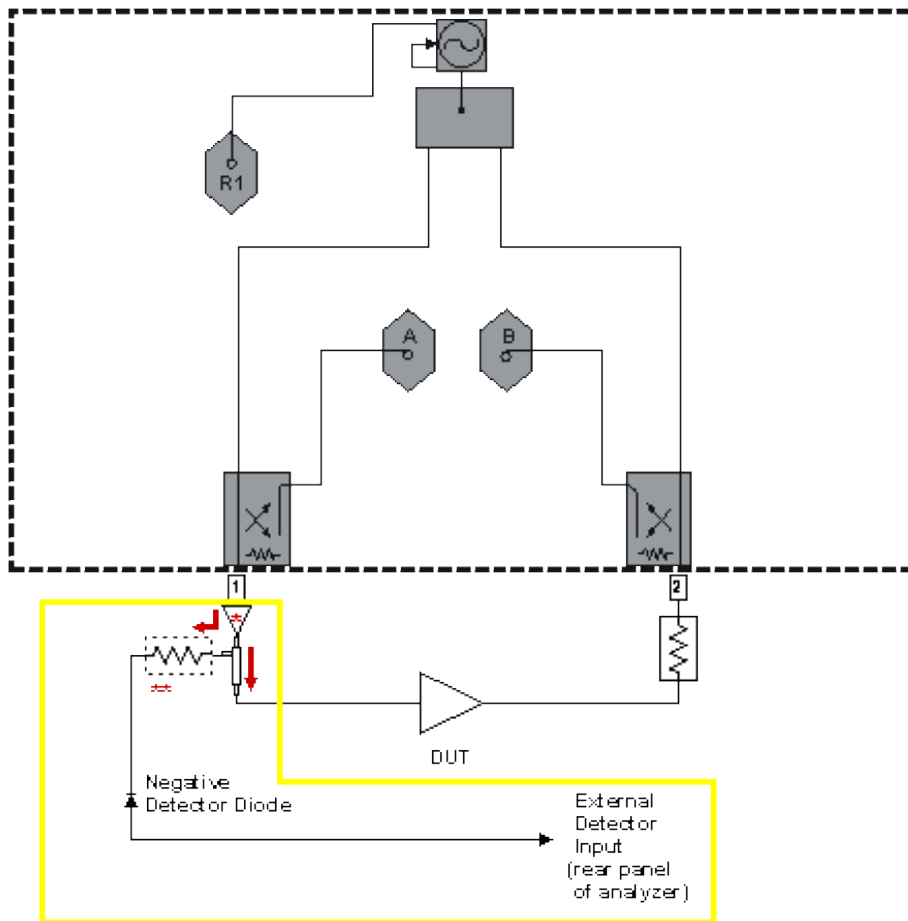 R1
A
B
1
2
*
**
DUT
Negative
Detector Diode
External
Detector
Input
(rear panel
of analyzer)